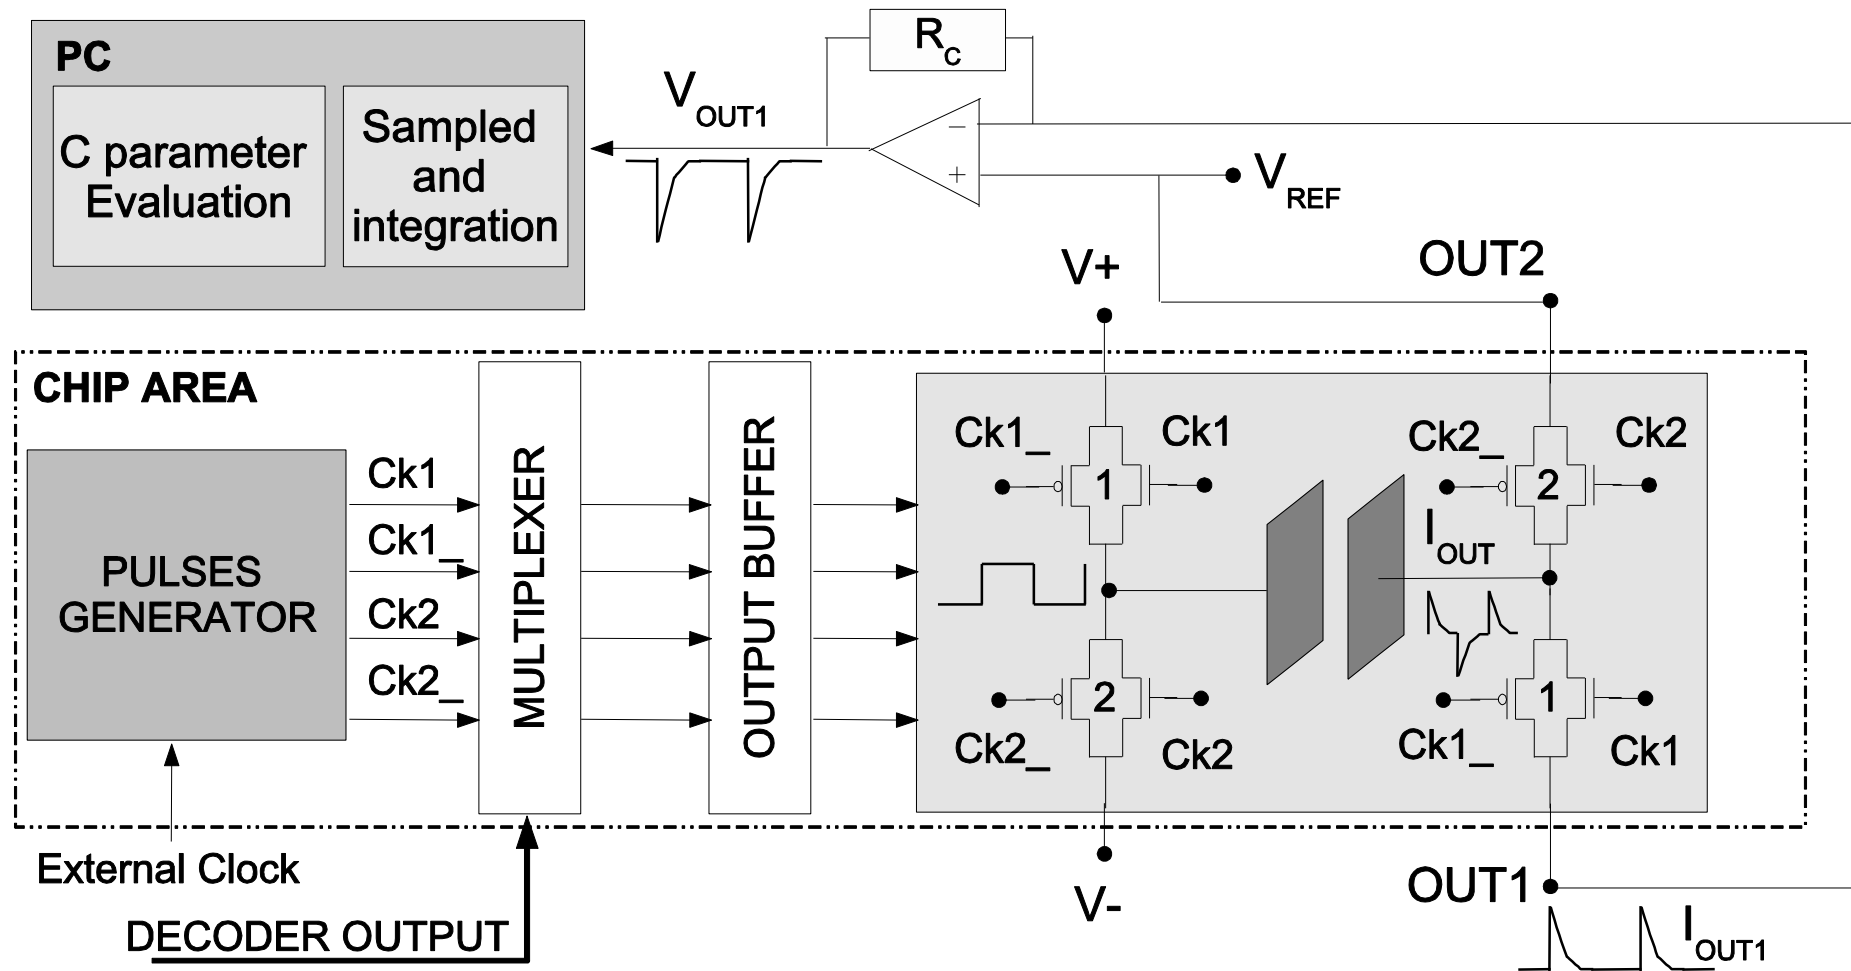 PC
C parameter
Evaluation
Sampled
and
integration
VOUT1
RC
−
+
VREF
V+
OUT2
CHIP AREA
PULSES
GENERATOR
Ck1
Ck1_
Ck2
Ck2_
MULTIPLEXER
OUTPUT BUFFER
Ck1_
Ck1
1
Ck2_
Ck2
2
IOUT
2
Ck2_
Ck2
1
Ck1_
Ck1
External Clock
DECODER OUTPUT
V-
OUT1
IOUT1